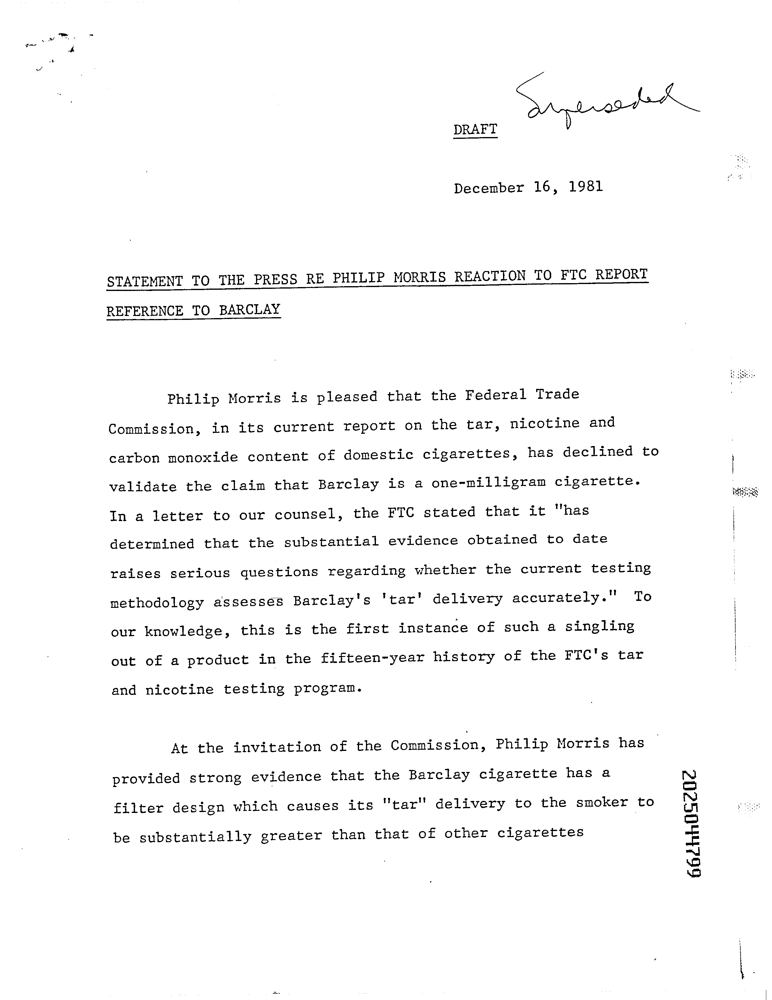 Superseded
DRAFT
December 16, 1981
STATEMENT TO THE PRESS RE PHILIP MORRIS REACTION TO FTC REPORT
REFERENCE TO BARCLAY
Philip Morris is pleased that the Federal Trade
Commission, in its current report on the tar, nicotine and
carbon monoxide content of domestic cigarettes, has declined to
validate the claim that Barclay is a one-milligram cigarette.
In a letter to our counsel, the FTC stated that it "has
determined that the substantial evidence obtained to date
raises serious questions regarding whether the current testing
methodology assesses Barclay's 'tar' delivery accurately." To
our knowledge, this is the first instance of such a singling
out of a product in the fifteen-year history of the FTC's tar
and nicotine testing program.
At the invitation of the Commission, Philip Morris has
provided strong evidence that the Barclay cigarette has a
filter design which causes its "tar" delivery to the smoker to
be substantially greater than that of other cigarettes
2025044799